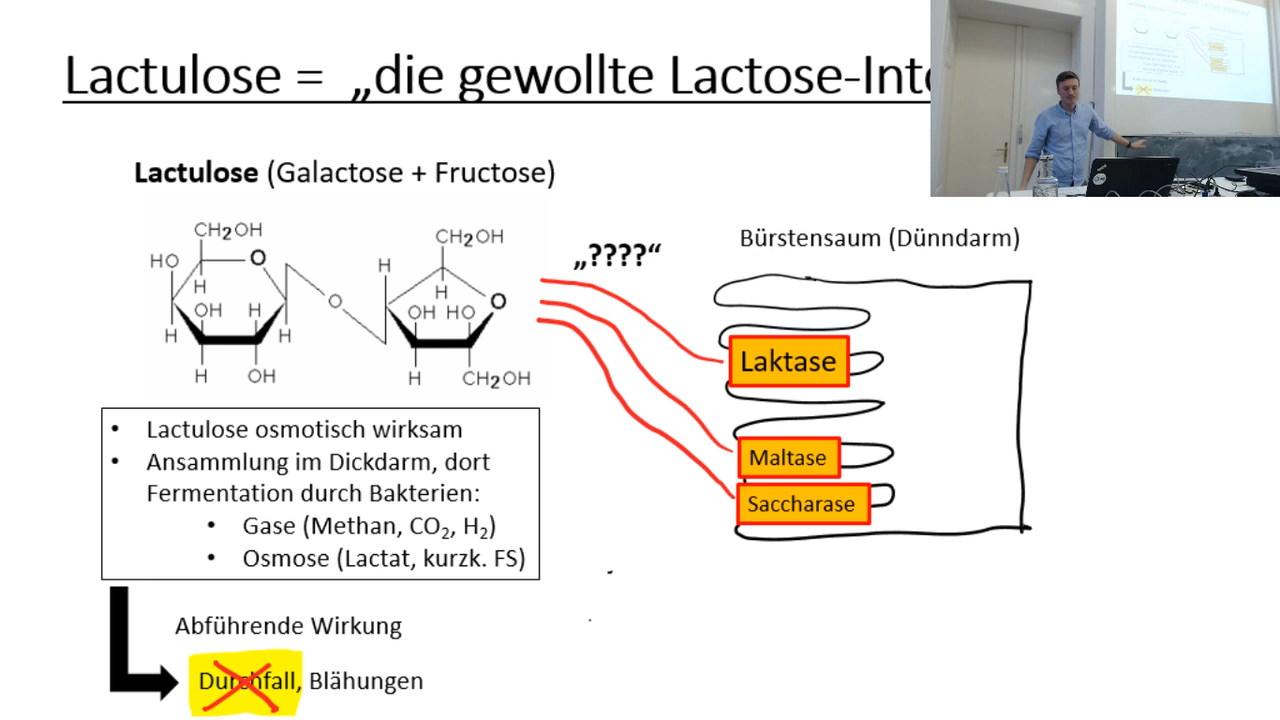 Lactulose = „die gewollte Lactose-Int
Lactulose (Galactose + Fructose)
CH2OH
HO
O
H
OH
H
H
H
H
OH
O
CH2OH
H
H
O
OH HO
H
CH2OH
„????“
Bürstensaum (Dünndarm)
Laktase
Maltase
Saccharase
• Lactulose osmotisch wirksam
• Ansammlung im Dickdarm, dort
Fermentation durch Bakterien:
• Gase (Methan, CO₂, H₂)
• Osmose (Lactat, kurzk. FS)
Abführende Wirkung
Durchfall, Blähungen